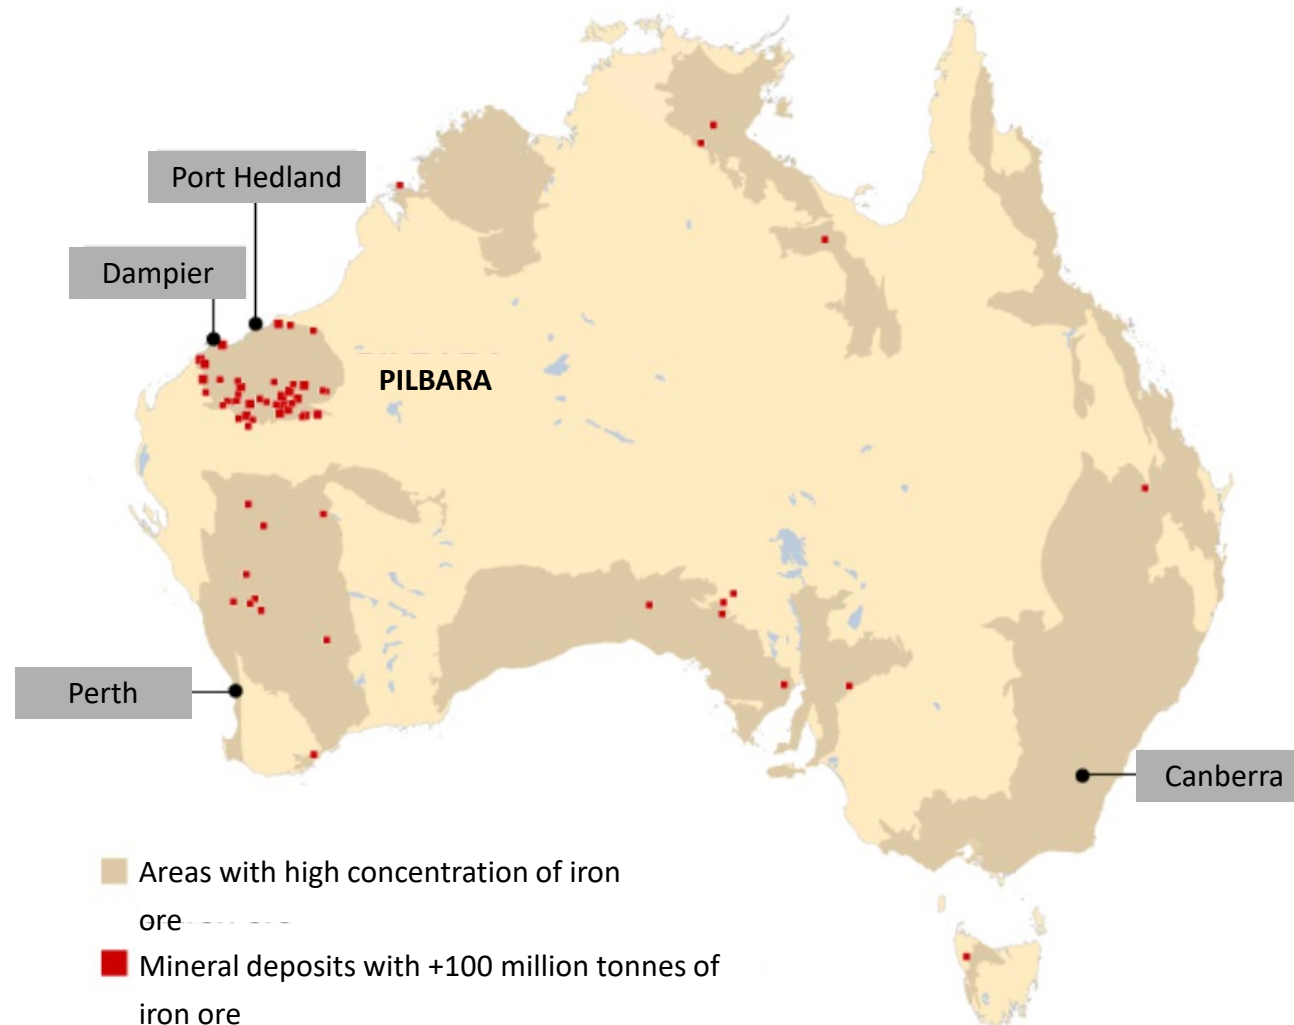 Port Hedland
Dampier
PILBARA
Perth
Canberra
Areas with high concentration of iron
ore
Mineral deposits with +100 million tonnes of
iron ore